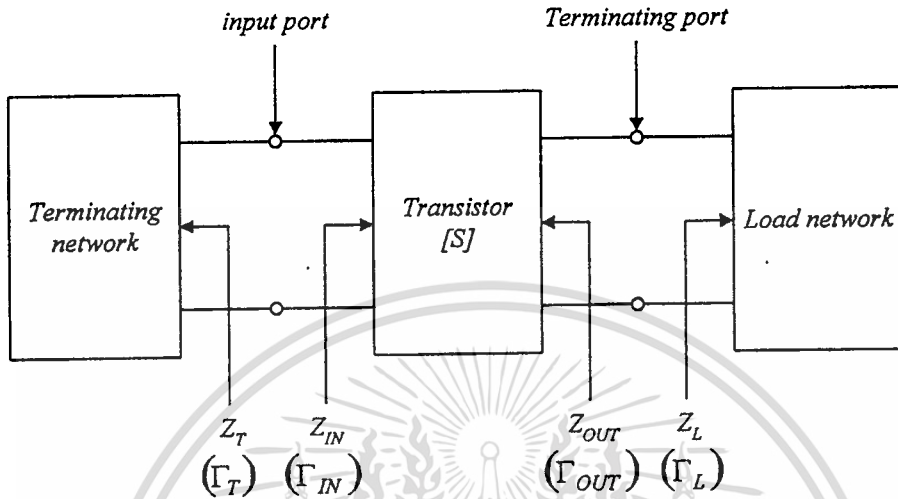 input port
Terminating port
Terminating
network
Transistor
[S]
Load network
Z_T
Z_IN
Z_OUT
Z_L
(Γ_T)
(Γ_IN)
(Γ_OUT)
(Γ_L)